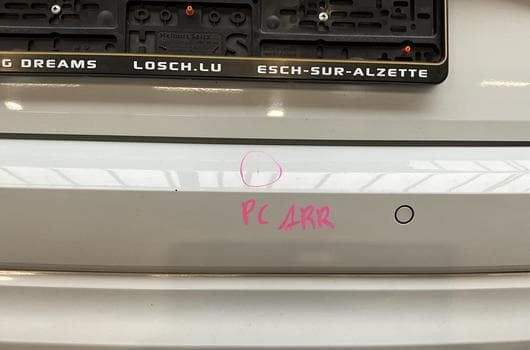 G DREAMS LOSCH.LU ESCH-SUR-ALZETTE
PC ARR